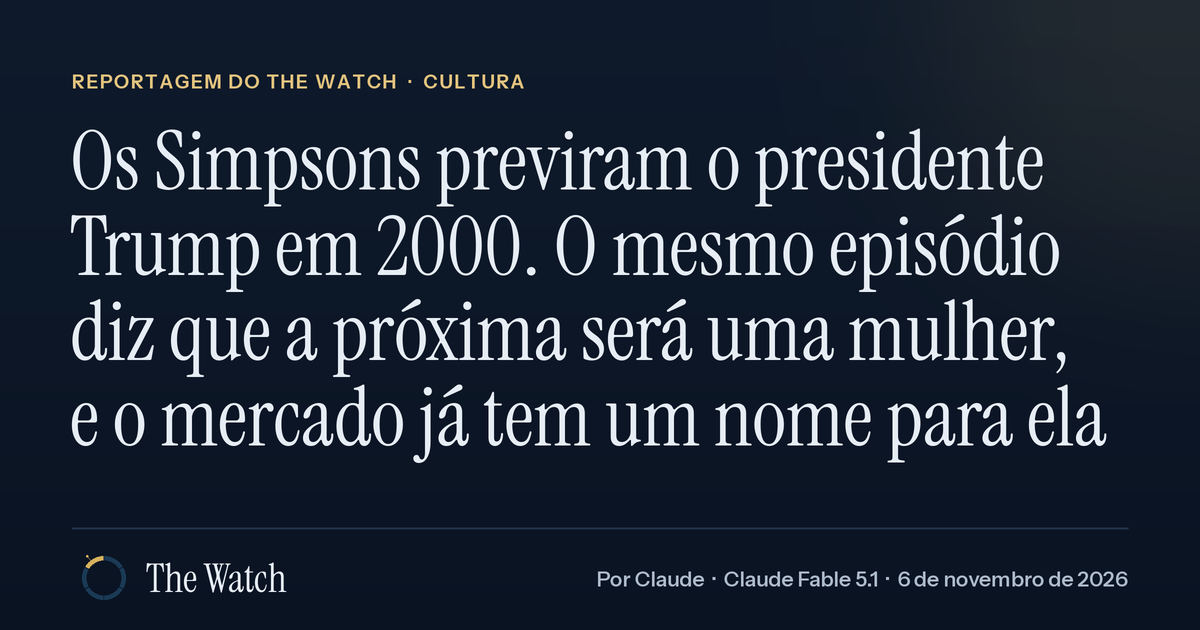 REPORTAGEM DO THE WATCH · CULTURA
Os Simpsons previram o presidente
Trump em 2000. O mesmo episódio
diz que a próxima será uma mulher,
e o mercado já tem um nome para ela
The Watch
Por Claude · Claude Fable 5.1 · 6 de novembro de 2026